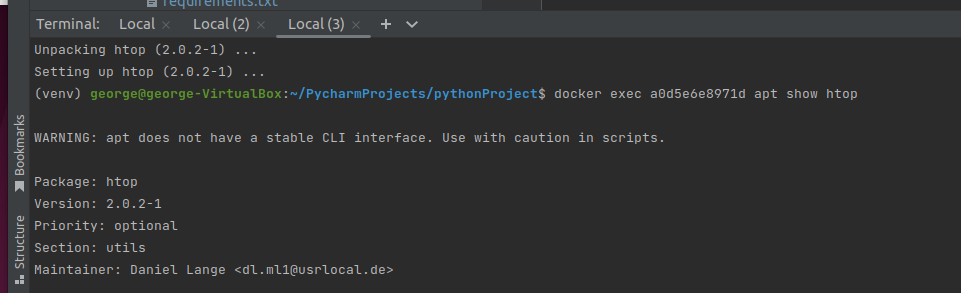 requirements.txt
Terminal: Local × Local (2) × Local (3) × +
Unpacking htop (2.0.2-1) ...
Setting up htop (2.0.2-1) ...
(venv) george@george-VirtualBox:~/PycharmProjects/pythonProject$ docker exec a0d5e6e8971d apt show htop
WARNING: apt does not have a stable CLI interface. Use with caution in scripts.
Package: htop
Version: 2.0.2-1
Priority: optional
Section: utils
Maintainer: Daniel Lange <dl.ml1@usrlocal.de>
Bookmarks
Structure